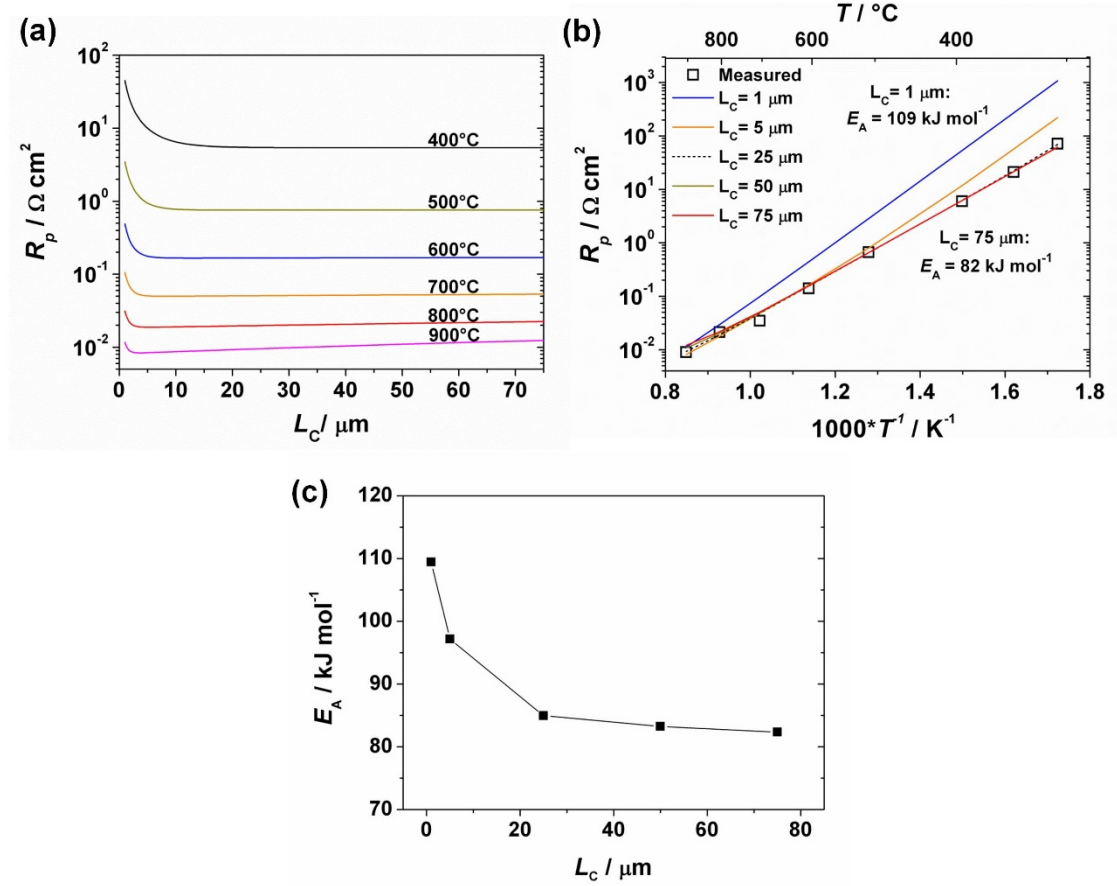 (a)
10²
10¹
10⁰
10⁻¹
10⁻²
R_p / Ω cm²
400°C
500°C
600°C
700°C
800°C
900°C
0 10 20 30 40 50 60 70
L_C/ μm
(b)
T / °C
800 600 400
10³
10²
10¹
10⁰
10⁻¹
10⁻²
R_p / Ω cm²
Measured
L_C= 1 μm
L_C= 5 μm
L_C= 25 μm
L_C= 50 μm
L_C= 75 μm
L_C= 1 μm:
E_A = 109 kJ mol⁻¹
L_C= 75 μm:
E_A = 82 kJ mol⁻¹
0.8 1.0 1.2 1.4 1.6 1.8
1000*T⁻¹ / K⁻¹
(c)
120
110
100
90
80
70
E_A / kJ mol⁻¹
0 20 40 60 80
L_C / μm